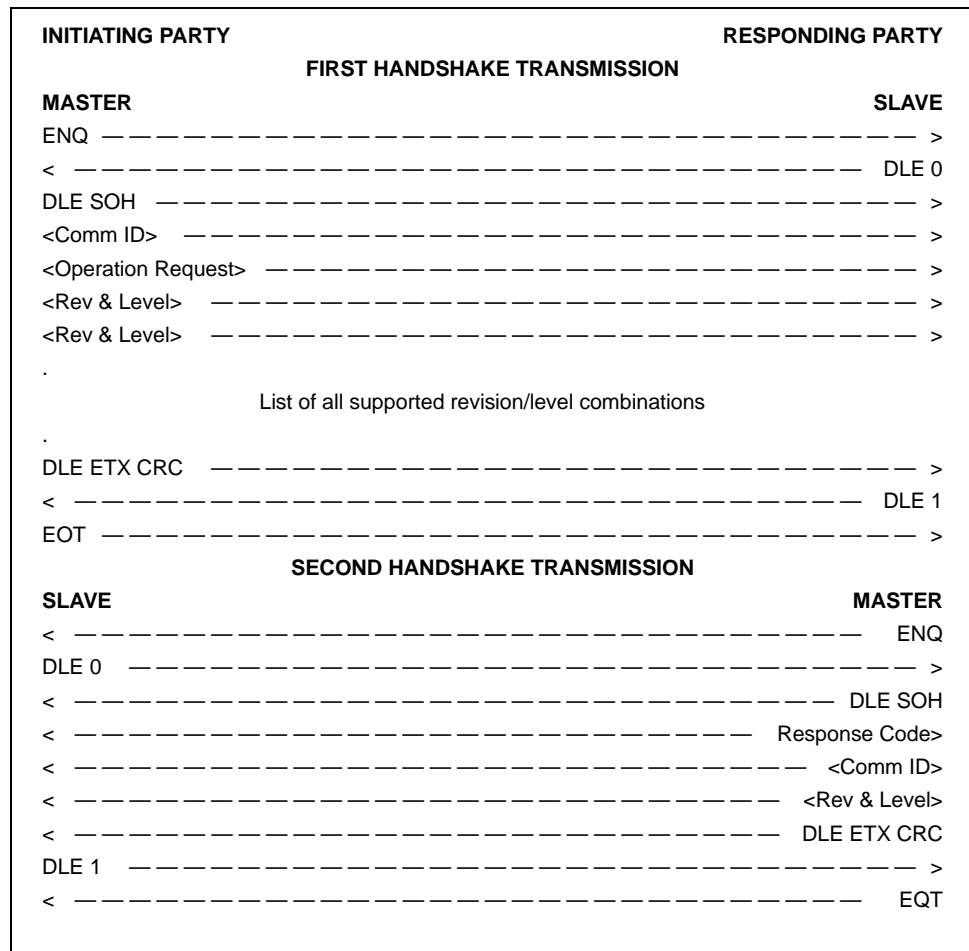 INITIATING PARTY RESPONDING PARTY
FIRST HANDSHAKE TRANSMISSION
MASTER SLAVE
ENQ — — — — — — — — — — — — — — — — — — — — — — — — — — — — — — >
< — — — — — — — — — — — — — — — — — — — — — — — — — — — — — DLE 0
DLE SOH — — — — — — — — — — — — — — — — — — — — — — — — — — — — >
<Comm ID> — — — — — — — — — — — — — — — — — — — — — — — — — — — >
<Operation Request> — — — — — — — — — — — — — — — — — — — — — — — — >
<Rev & Level> — — — — — — — — — — — — — — — — — — — — — — — — — — >
<Rev & Level> — — — — — — — — — — — — — — — — — — — — — — — — — — >
.
List of all supported revision/level combinations
.
DLE ETX CRC — — — — — — — — — — — — — — — — — — — — — — — — — — >
< — — — — — — — — — — — — — — — — — — — — — — — — — — — — — DLE 1
EOT — — — — — — — — — — — — — — — — — — — — — — — — — — — — — — >
SECOND HANDSHAKE TRANSMISSION
SLAVE MASTER
< — — — — — — — — — — — — — — — — — — — — — — — — — — — — — ENQ
DLE 0 — — — — — — — — — — — — — — — — — — — — — — — — — — — — — >
< — — — — — — — — — — — — — — — — — — — — — — — — — — — — DLE SOH
< — — — — — — — — — — — — — — — — — — — — — — — — — Response Code>
< — — — — — — — — — — — — — — — — — — — — — — — — — — — <Comm ID>
< — — — — — — — — — — — — — — — — — — — — — — — — — — <Rev & Level>
< — — — — — — — — — — — — — — — — — — — — — — — — — — DLE ETX CRC
DLE 1 — — — — — — — — — — — — — — — — — — — — — — — — — — — — — >
< — — — — — — — — — — — — — — — — — — — — — — — — — — — — — EQT